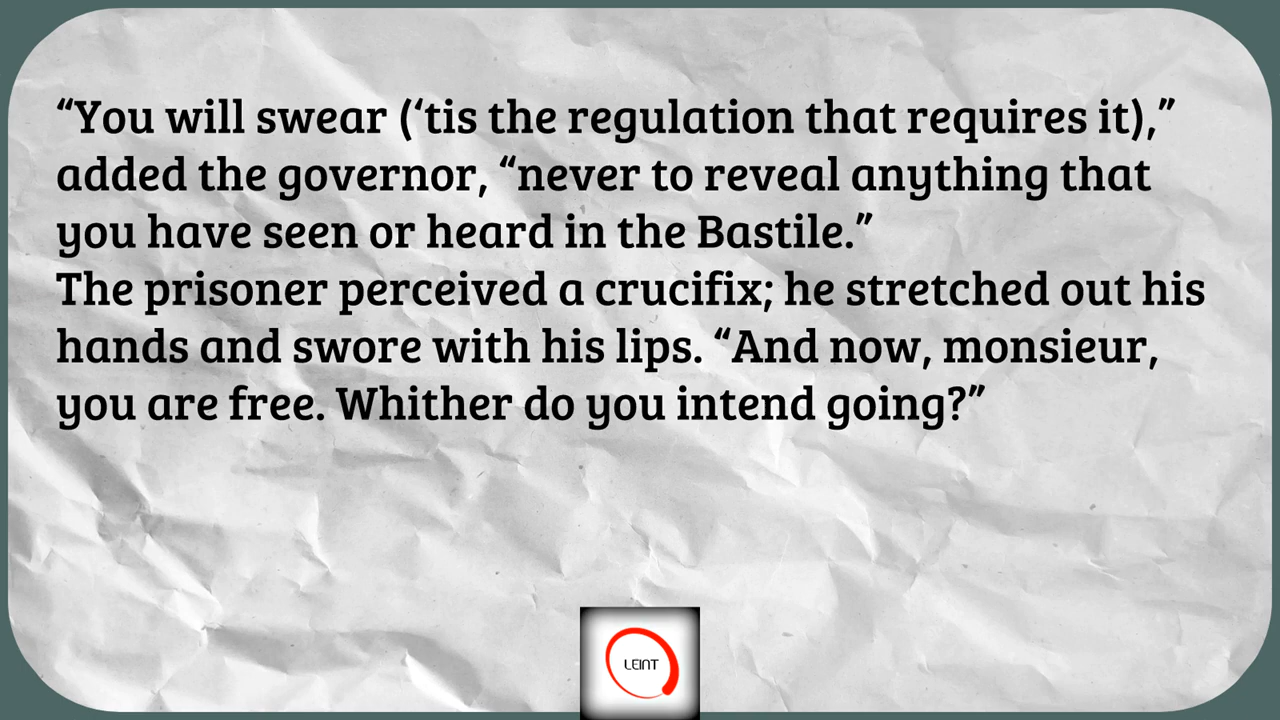 “You will swear (‘tis the regulation that requires it),”
added the governor, “never to reveal anything that
you have seen or heard in the Bastile.”
The prisoner perceived a crucifix; he stretched out his
hands and swore with his lips. “And now, monsieur,
you are free. Whither do you intend going?”
LEINT